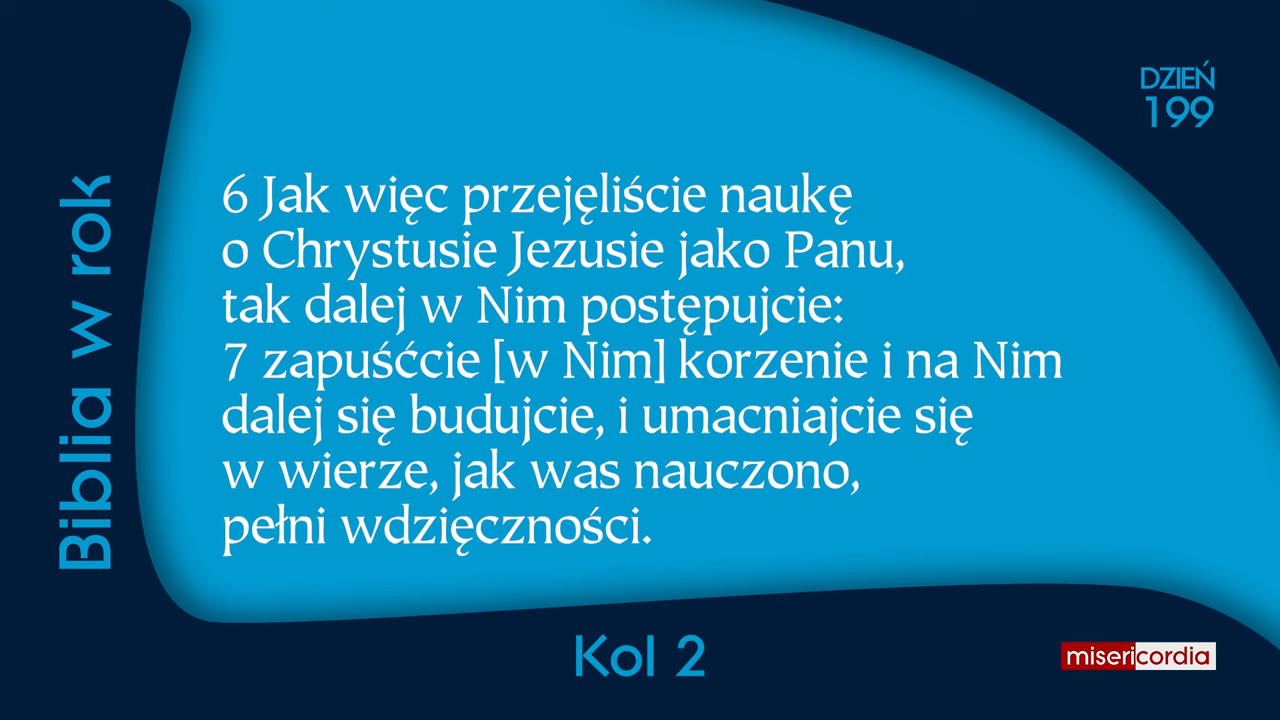 DZIEŃ
199
Biblia w rok
6 Jak więc przejęliście naukę
o Chrystusie Jezusie jako Panu,
tak dalej w Nim postępujcie:
7 zapuśćcie [w Nim] korzenie i na Nim
dalej się budujcie, i umacniajcie się
w wierze, jak was nauczono,
pełni wdzięczności.
Kol 2
misericordia